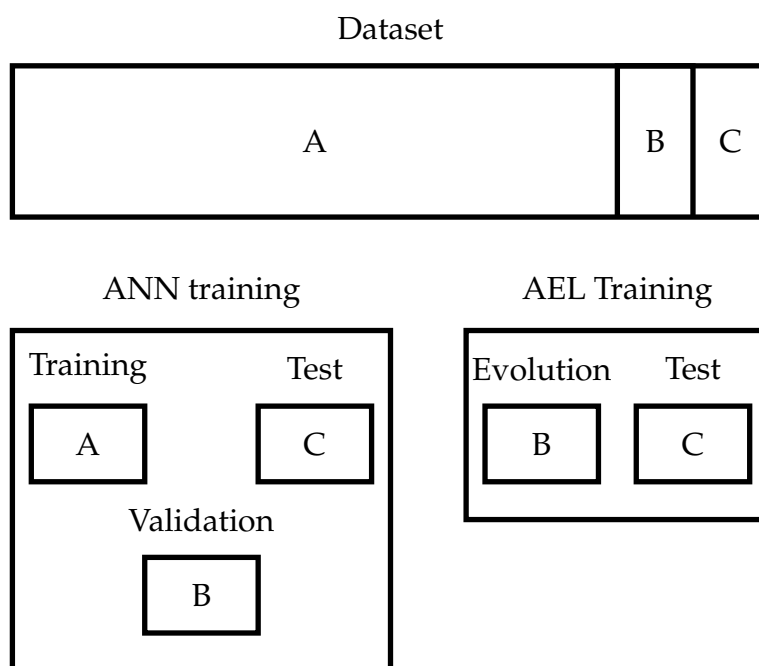 Dataset
A B C
ANN training
AEL Training
Training Test
A C
Validation
B
Evolution Test
B C